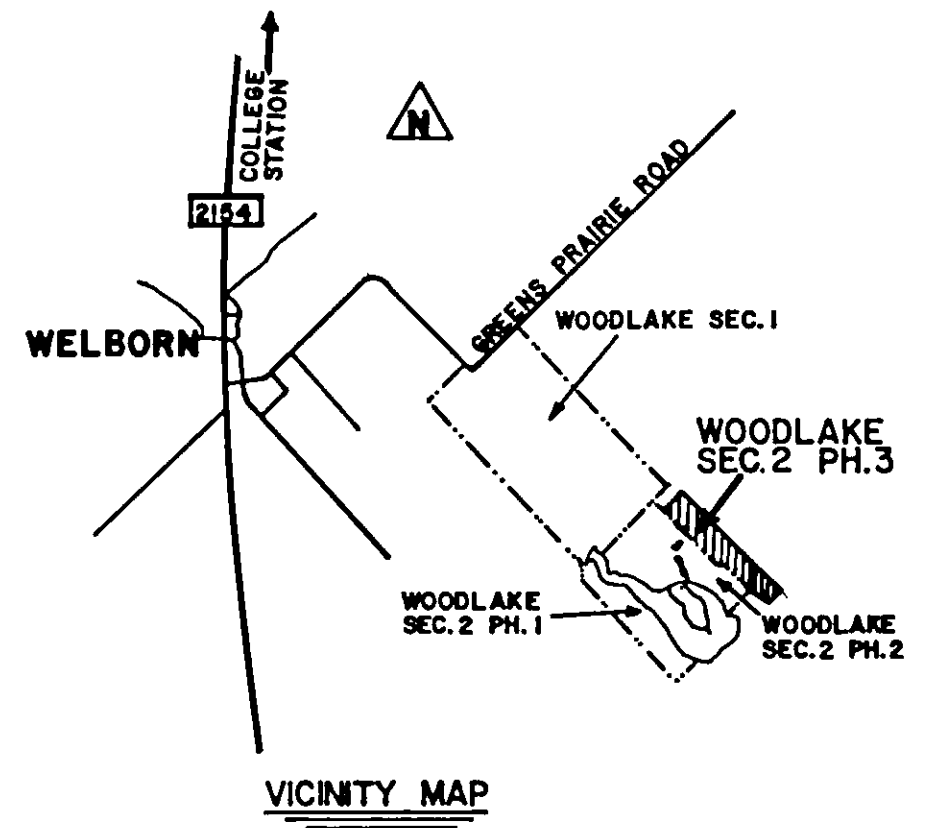 COLLEGE
STATION
N
2154
GREENS PRAIRIE ROAD
WOODLAKE SEC.1
WELBORN
WOODLAKE
SEC.2 PH.3
WOODLAKE
SEC.2 PH.1
WOODLAKE
SEC.2 PH.2
VICINITY MAP